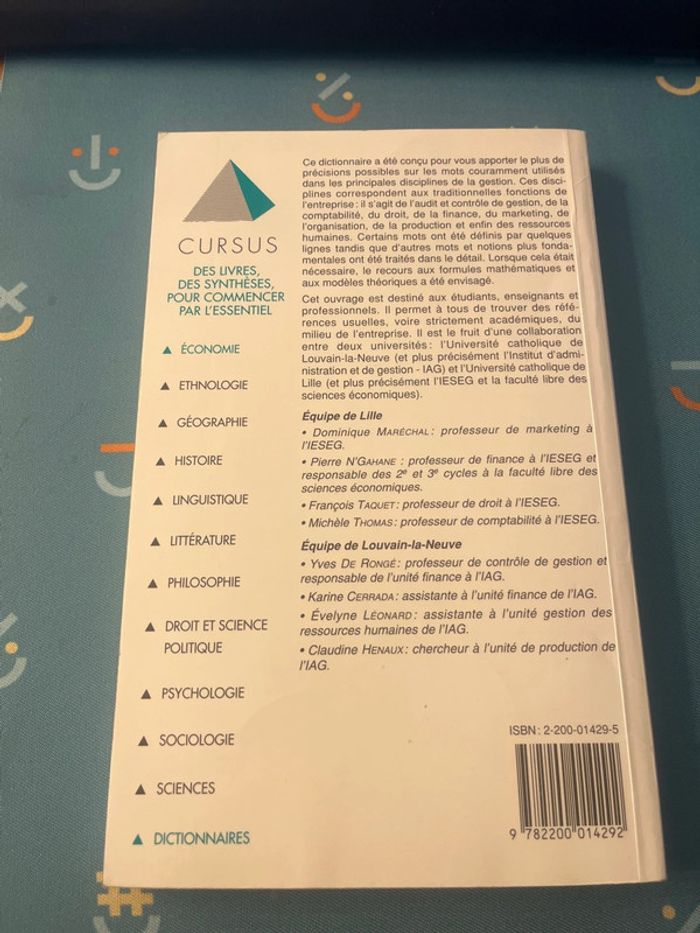 CURSUS
DES LIVRES,
DES SYNTHÈSES,
POUR COMMENCER
PAR L'ESSENTIEL
▲ ÉCONOMIE
▲ ETHNOLOGIE
▲ GÉOGRAPHIE
▲ HISTOIRE
▲ LINGUISTIQUE
▲ LITTÉRATURE
▲ PHILOSOPHIE
▲ DROIT ET SCIENCE
POLITIQUE
▲ PSYCHOLOGIE
▲ SOCIOLOGIE
▲ SCIENCES
▲ DICTIONNAIRES
Ce dictionnaire a été conçu pour vous apporter le plus de
précisions possibles sur les mots couramment utilisés
dans les principales disciplines de la gestion. Ces disci-
plines correspondent aux traditionnelles fonctions de
l'entreprise : il s'agit de l'audit et contrôle de gestion, de la
comptabilité, du droit, de la finance, du marketing, de
l'organisation, de la production et enfin des ressources
humaines. Certains mots ont été définis par quelques
lignes tandis que d'autres mots et notions plus fonda-
mentales ont été traités dans le détail. Lorsque cela était
nécessaire, le recours aux formules mathématiques et
aux modèles théoriques a été envisagé.
Cet ouvrage est destiné aux étudiants, enseignants et
professionnels. Il permet à tous de trouver des réfé-
rences usuelles, voire strictement académiques, du
milieu de l'entreprise. Il est le fruit d'une collaboration
entre deux universités : l'Université catholique de
Louvain-la-Neuve (et plus précisément l'Institut d'admi-
nistration et de gestion - IAG) et l'Université catholique de
Lille (et plus précisément l'IESEG et la faculté libre des
sciences économiques).
Équipe de Lille
• Dominique MARÉCHAL : professeur de marketing à
l'IESEG.
• Pierre N'GAHANE : professeur de finance à l'IESEG et
responsable des 2e et 3e cycles à la faculté libre des
sciences économiques.
• François TAQUET : professeur de droit à l'IESEG.
• Michèle THOMAS : professeur de comptabilité à l'IESEG.
Équipe de Louvain-la-Neuve
• Yves DE RONGÉ : professeur de contrôle de gestion et
responsable de l'unité finance à l'IAG.
• Karine CERRADA : assistante à l'unité finance de l'IAG.
• Évelyne LÉONARD : assistante à l'unité gestion des
ressources humaines de l'IAG.
• Claudine HENAUX : chercheur à l'unité de production de
l'IAG.
ISBN : 2-200-01429-5
9 782200 014292